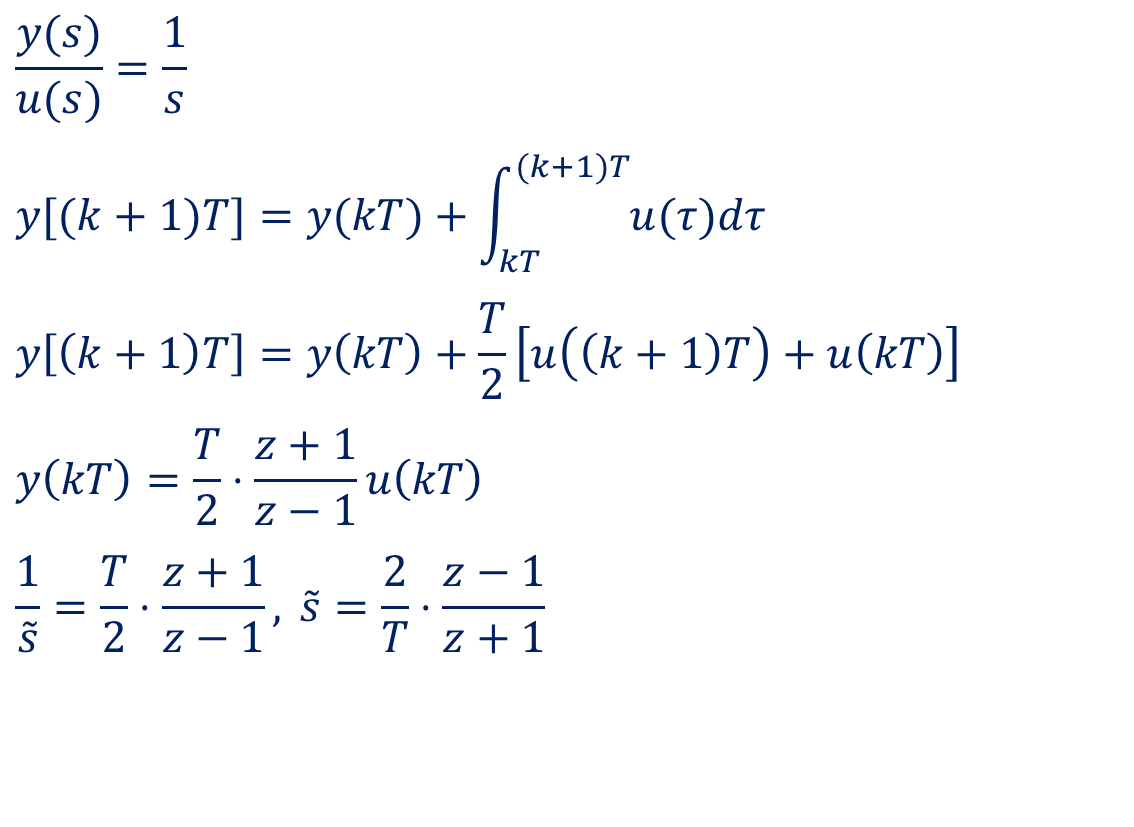 y(s)/u(s) = 1/s
y[(k + 1)T] = y(kT) + ∫_{kT}^{(k+1)T} u(τ)dτ
y[(k + 1)T] = y(kT) + T/2 [u((k + 1)T) + u(kT)]
y(kT) = T/2 · (z + 1)/(z − 1) u(kT)
1/s̃ = T/2 · (z + 1)/(z − 1), s̃ = 2/T · (z − 1)/(z + 1)